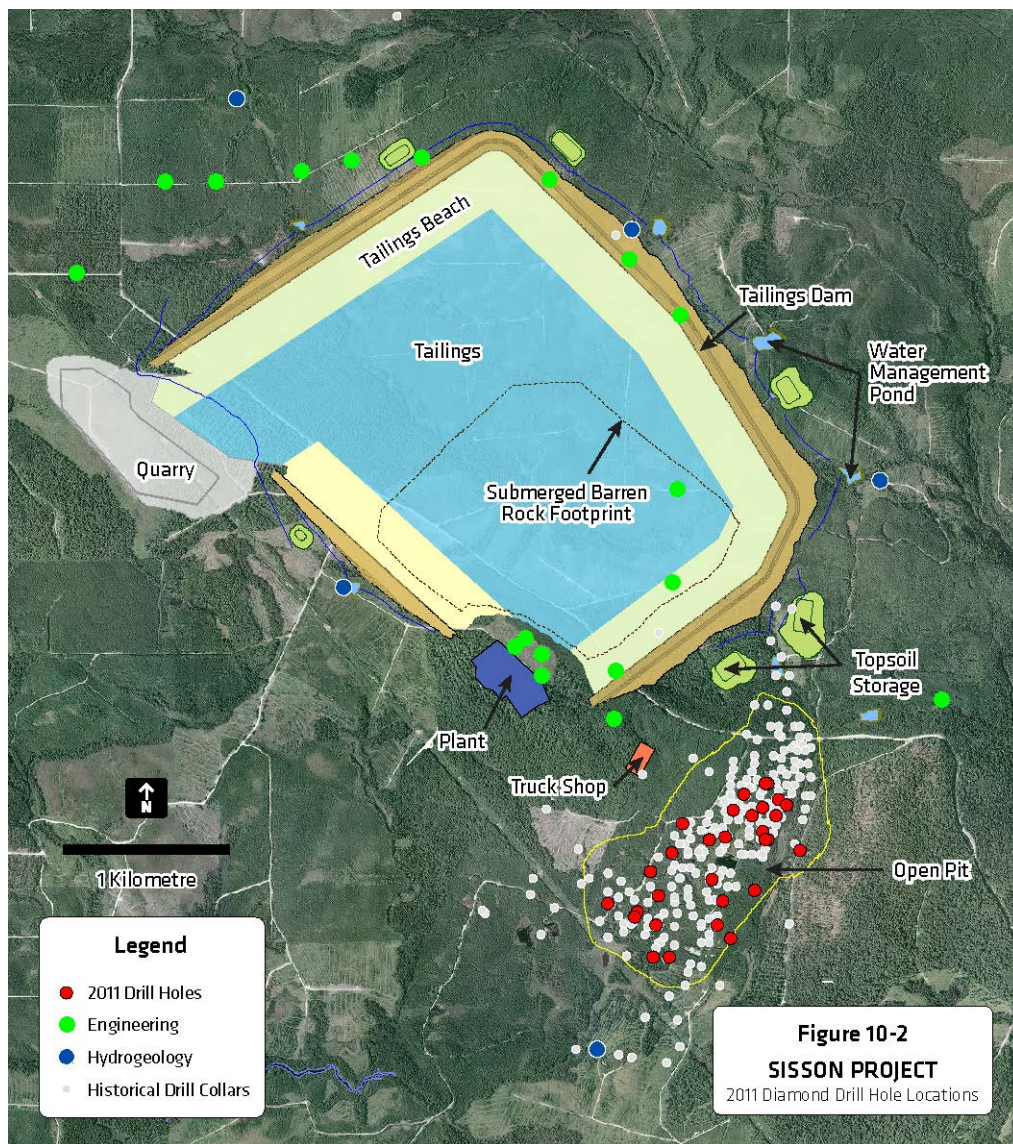 Tailings Beach
Tailings
Tailings Dam
Water
Management
Pond
Quarry
Submerged Barren
Rock Footprint
Topsoil
Storage
Plant
Truck Shop
N
1 Kilometre
Open Pit
Legend
2011 Drill Holes
Engineering
Hydrogeology
Historical Drill Collars
Figure 10-2
SISSON PROJECT
2011 Diamond Drill Hole Locations